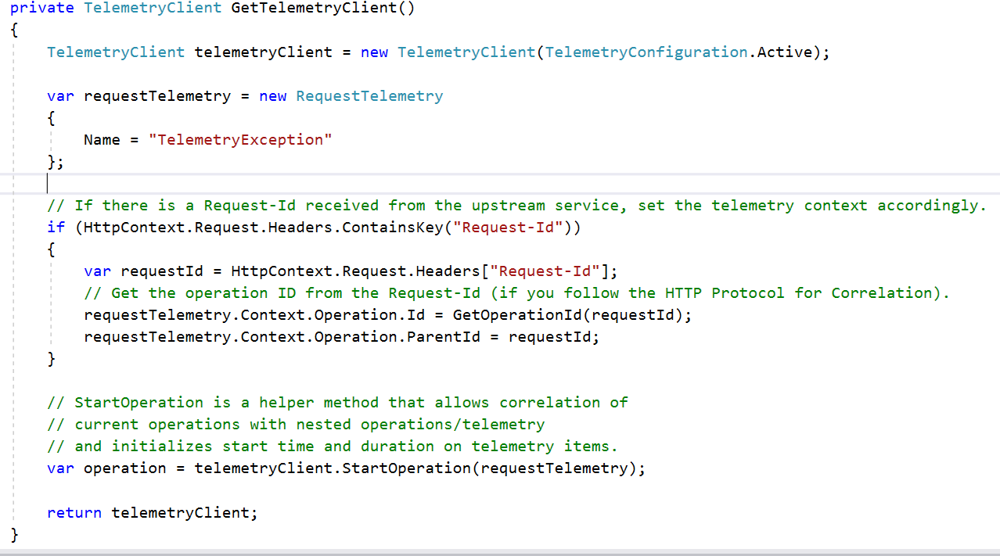 private TelemetryClient GetTelemetryClient()
{
    TelemetryClient telemetryClient = new TelemetryClient(TelemetryConfiguration.Active);

    var requestTelemetry = new RequestTelemetry
    {
        Name = "TelemetryException"
    };

    // If there is a Request-Id received from the upstream service, set the telemetry context accordingly.
    if (HttpContext.Request.Headers.ContainsKey("Request-Id"))
    {
        var requestId = HttpContext.Request.Headers["Request-Id"];
        // Get the operation ID from the Request-Id (if you follow the HTTP Protocol for Correlation).
        requestTelemetry.Context.Operation.Id = GetOperationId(requestId);
        requestTelemetry.Context.Operation.ParentId = requestId;
    }

    // StartOperation is a helper method that allows correlation of
    // current operations with nested operations/telemetry
    // and initializes start time and duration on telemetry items.
    var operation = telemetryClient.StartOperation(requestTelemetry);

    return telemetryClient;
}